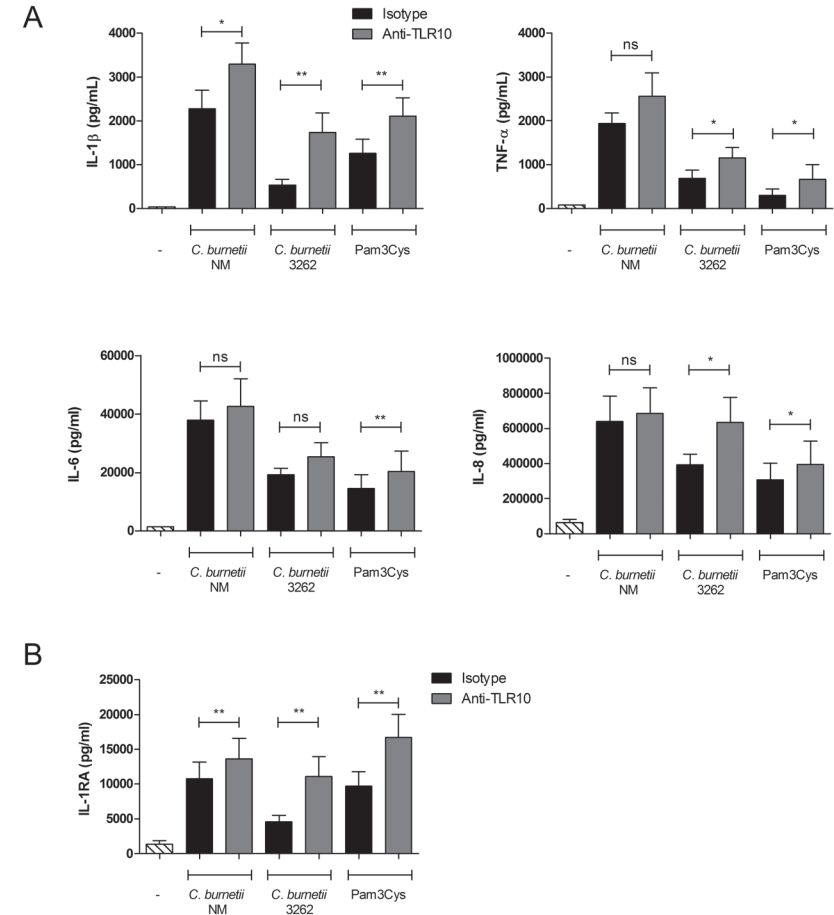 A
Isotype
Anti-TLR10
IL-1β (pg/mL)
4000
3000
2000
1000
0
*
**
**
-
C. burnetii
NM
C. burnetii
3262
Pam3Cys
TNF-α (pg/mL)
4000
3000
2000
1000
0
ns
*
*
-
C. burnetii
NM
C. burnetii
3262
Pam3Cys
IL-6 (pg/ml)
60000
40000
20000
0
ns
ns
**
-
C. burnetii
NM
C. burnetii
3262
Pam3Cys
IL-8 (pg/ml)
1000000
800000
600000
400000
200000
0
ns
*
*
-
C. burnetii
NM
C. burnetii
3262
Pam3Cys
B
Isotype
Anti-TLR10
IL-1RA (pg/ml)
25000
20000
15000
10000
5000
0
**
**
**
-
C. burnetii
NM
C. burnetii
3262
Pam3Cys